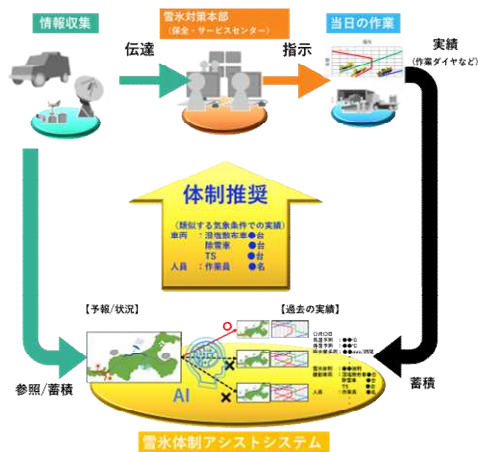 情報収集
雪氷対策本部
（保全・サービスセンター）
当日の作業
伝達
指示
実績
（作業ダイヤなど）
体制推奨
（類似する気象条件での実績）
車両 ：湿塩散布車●台
除雪車 ●台
TS ●台
人員 ：作業員 ●名
【予報/状況】
【過去の実績】
参照/蓄積
AI
蓄積
雪氷体制アシストシステム